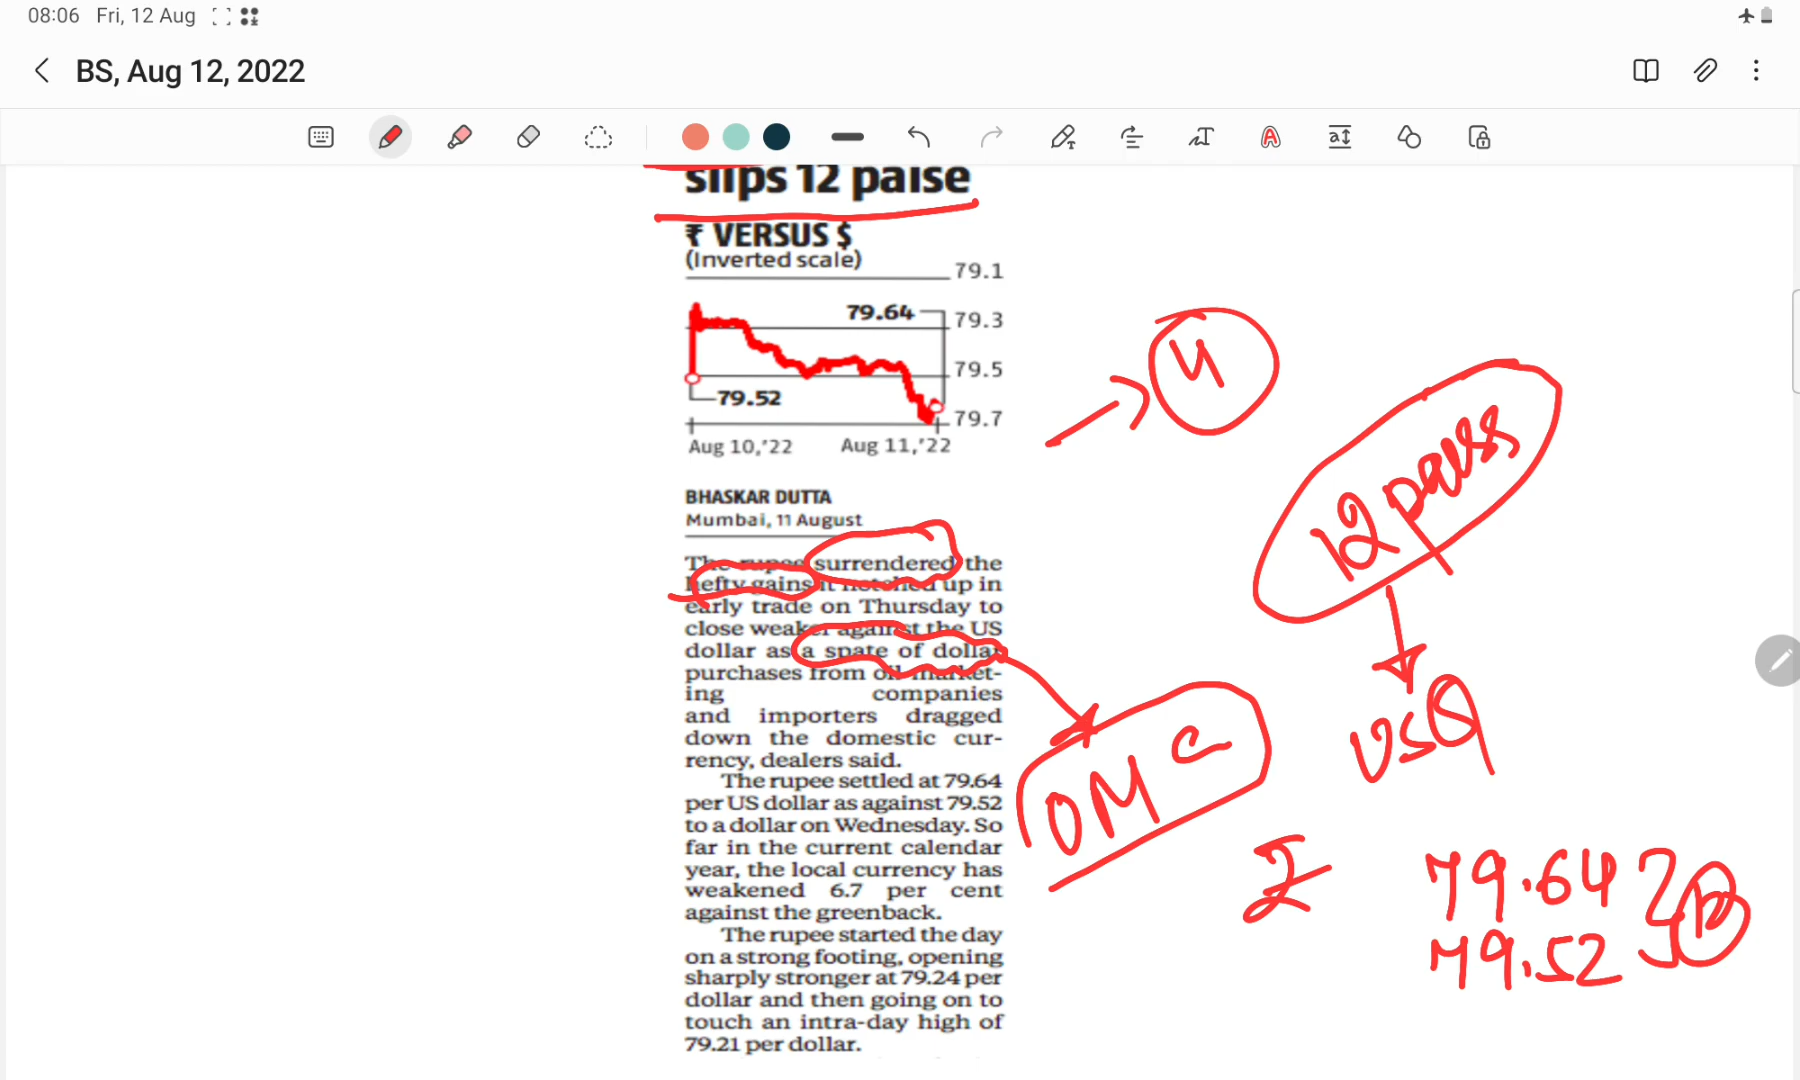 08:06 Fri, 12 Aug
BS, Aug 12, 2022
slips 12 paise
₹ VERSUS $
(Inverted scale)
79.1
79.64
79.3
79.5
79.52
79.7
Aug 10,'22 Aug 11,'22
BHASKAR DUTTA
Mumbai, 11 August
The rupee surrendered the
hefty gains it notched up in
early trade on Thursday to
close weaker against the US
dollar as a spate of dollar
purchases from oil market-
ing companies
and importers dragged
down the domestic cur-
rency, dealers said.
The rupee settled at 79.64
per US dollar as against 79.52
to a dollar on Wednesday. So
far in the current calendar
year, the local currency has
weakened 6.7 per cent
against the greenback.
The rupee started the day
on a strong footing, opening
sharply stronger at 79.24 per
dollar and then going on to
touch an intra-day high of
79.21 per dollar.
OMC
79.64
79.52